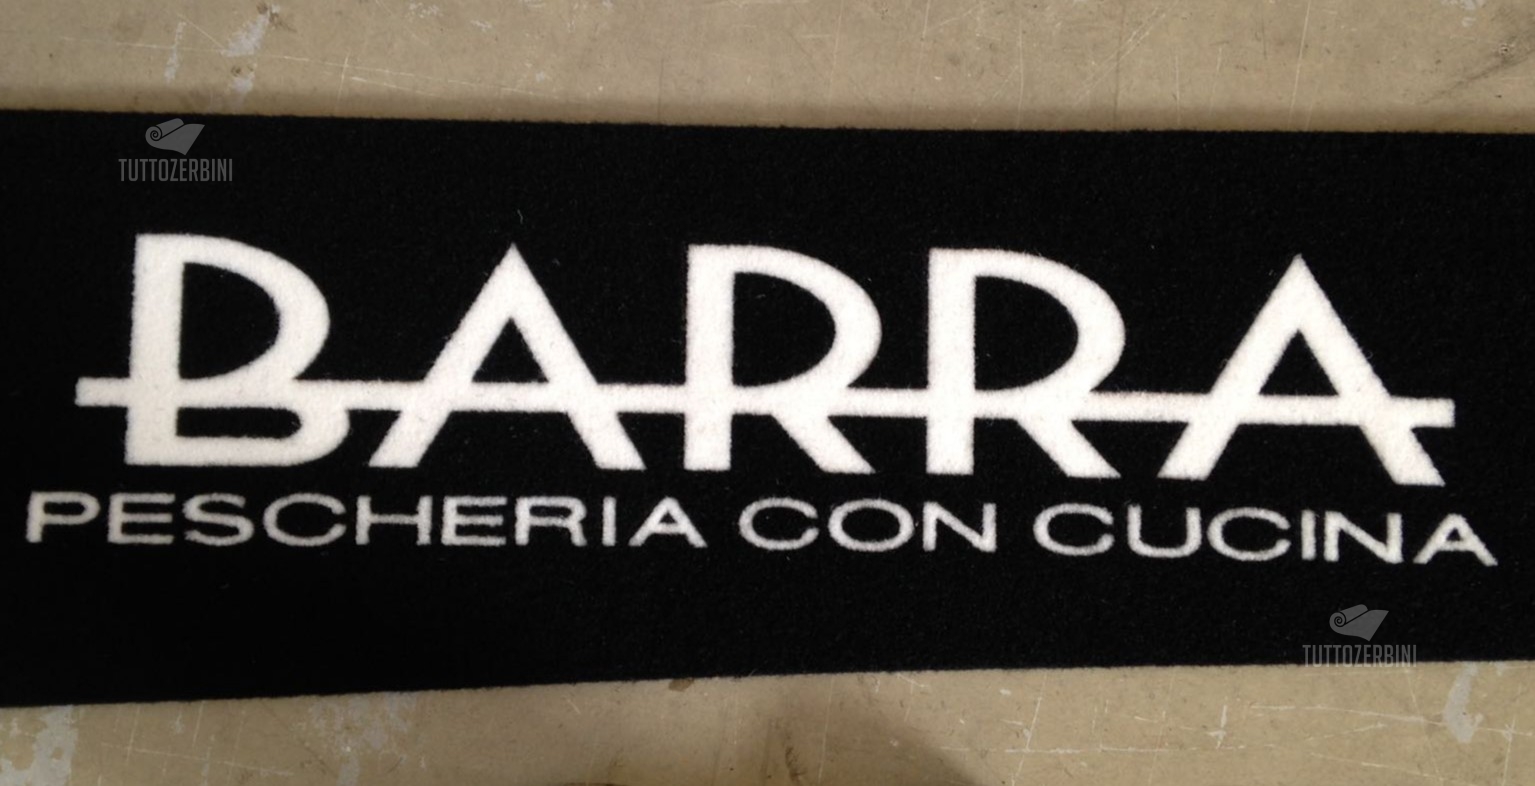 TUTTOZERBINI
BARRA
PESCHERIA CON CUCINA
TUTTOZERBINI